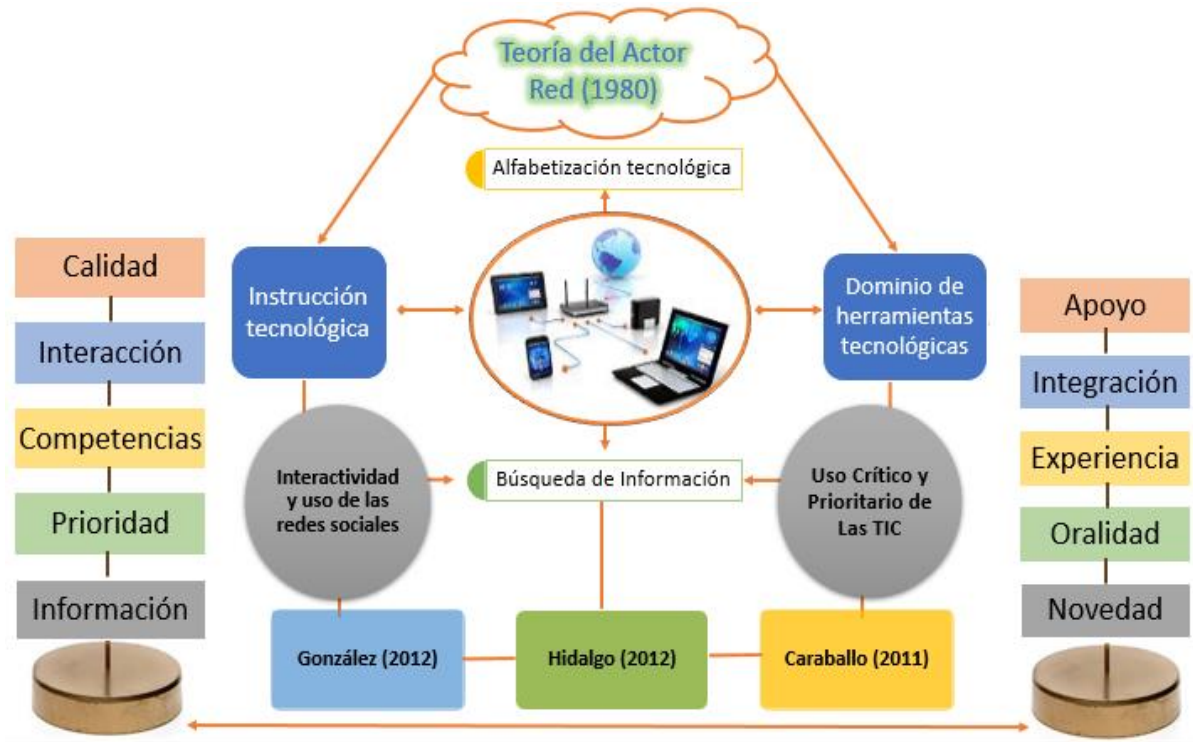 Teoría del Actor
Red (1980)
Alfabetización tecnológica
Calidad
Interacción
Competencias
Prioridad
Información
Instrucción
tecnológica
Dominio de
herramientas
tecnológicas
Apoyo
Integración
Experiencia
Oralidad
Novedad
Interactividad
y uso de las
redes sociales
Búsqueda de Información
Uso Crítico y
Prioritario de
Las TIC
González (2012)
Hidalgo (2012)
Caraballo (2011)